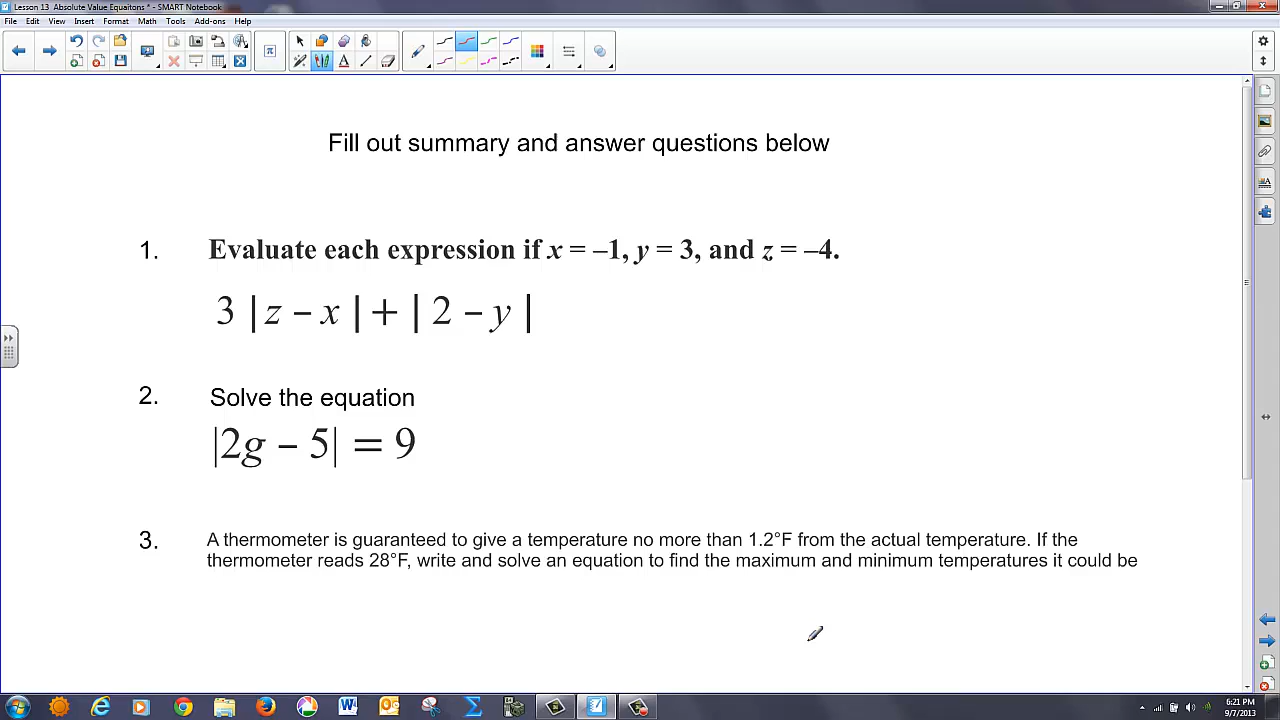 Lesson 13 Absolute Value Equaitons * - SMART Notebook
File Edit View Insert Format Math Tools Add-ons Help
Fill out summary and answer questions below
1. Evaluate each expression if x = –1, y = 3, and z = –4.
3 | z − x | + | 2 − y |
2. Solve the equation
|2g − 5| = 9
3. A thermometer is guaranteed to give a temperature no more than 1.2°F from the actual temperature. If the
thermometer reads 28°F, write and solve an equation to find the maximum and minimum temperatures it could be
6:21 PM
9/7/2013